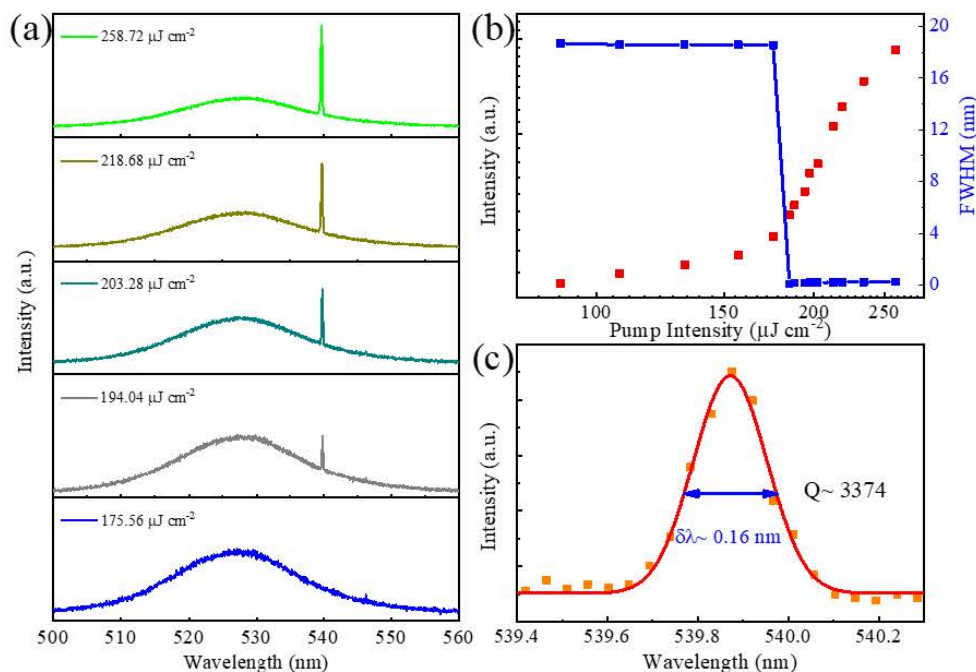 (a)
258.72 μJ cm⁻²
218.68 μJ cm⁻²
203.28 μJ cm⁻²
194.04 μJ cm⁻²
175.56 μJ cm⁻²
Intensity (a.u.)
500 510 520 530 540 550 560
Wavelength (nm)
(b)
Intensity (a.u.)
20
16
12
8
4
0
FWHM (nm)
100 150 200 250
Pump Intensity (μJ cm⁻²)
(c)
Intensity (a.u.)
Q~ 3374
δλ~ 0.16 nm
539.4 539.6 539.8 540.0 540.2
Wavelength (nm)